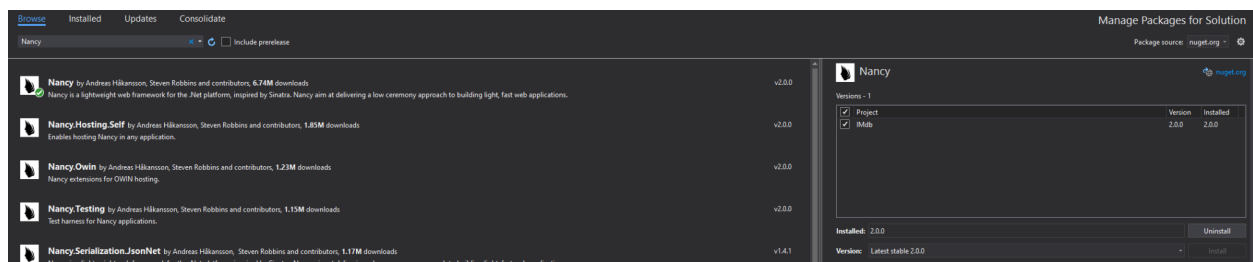 Browse Installed Updates Consolidate
Manage Packages for Solution
Nancy
Include prerelease
Package source: nuget.org
Nancy by Andreas Håkansson, Steven Robbins and contributors, 6.74M downloads
v2.0.0
Nancy is a lightweight web framework for the .Net platform, inspired by Sinatra. Nancy aim at delivering a low ceremony approach to building light, fast web applications.
Nancy.Hosting.Self by Andreas Håkansson, Steven Robbins and contributors, 1.85M downloads
v2.0.0
Enables hosting Nancy in any application.
Nancy.Owin by Andreas Håkansson, Steven Robbins and contributors, 1.23M downloads
v2.0.0
Nancy extensions for OWIN hosting.
Nancy.Testing by Andreas Håkansson, Steven Robbins and contributors, 1.15M downloads
v2.0.0
Test harness for Nancy applications.
Nancy.Serialization.JsonNet by Andreas Håkansson, Steven Robbins and contributors, 1.17M downloads
v1.4.1
Nancy
nuget.org
Versions - 1
Project Version Installed
IMdb 2.0.0 2.0.0
Installed: 2.0.0 Uninstall
Version: Latest stable 2.0.0 Install